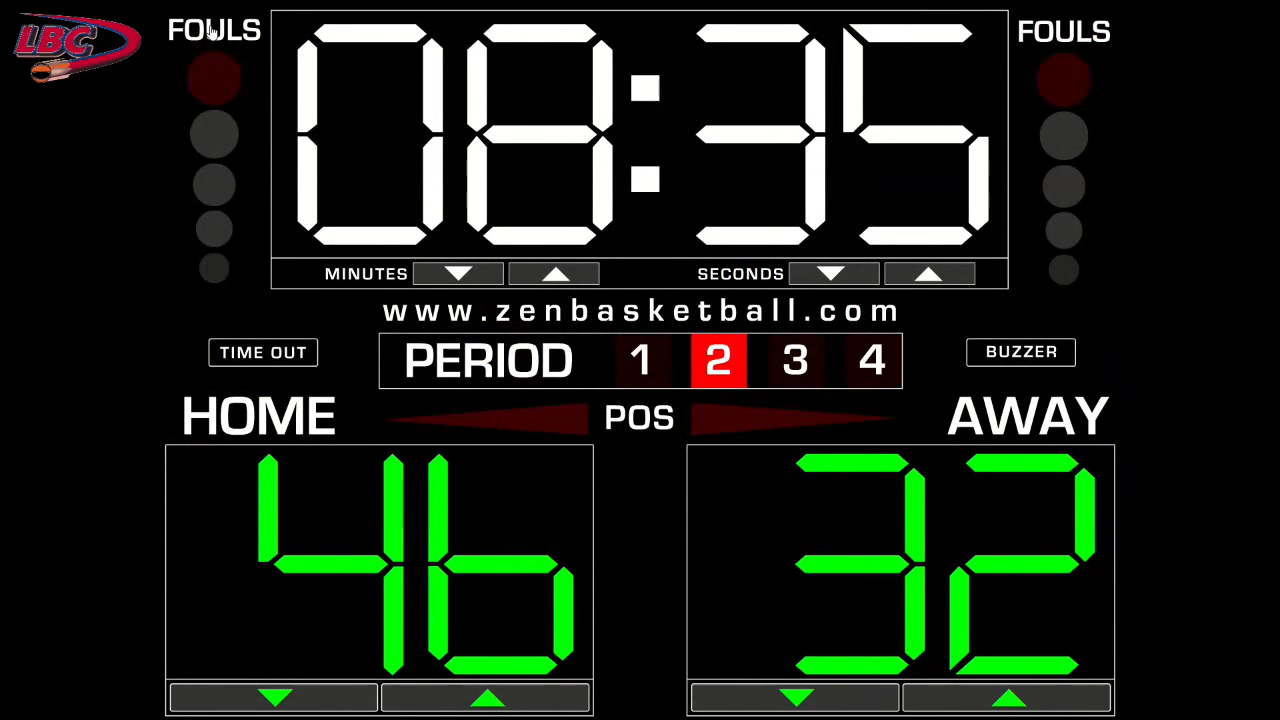 LBC
FOULS
08:35
FOULS
MINUTES
SECONDS
www.zenbasketball.com
TIME OUT
PERIOD 1 2 3 4
BUZZER
HOME
POS
AWAY
46
32